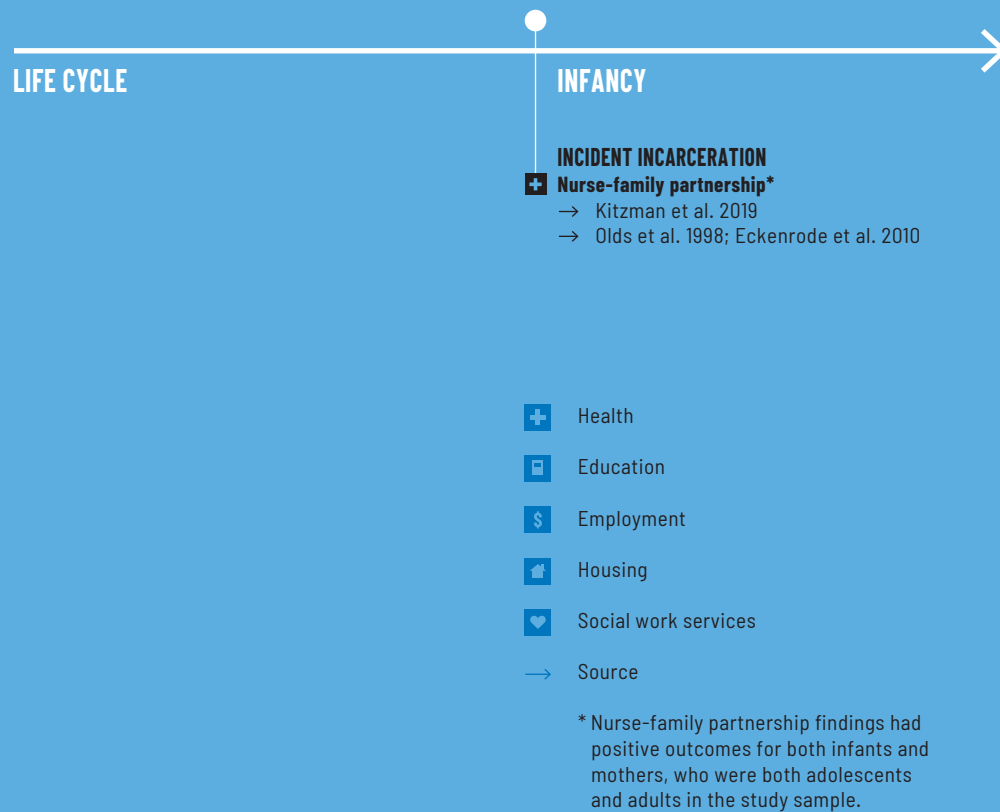 LIFE CYCLE
INFANCY
INCIDENT INCARCERATION
Nurse-family partnership*
→ Kitzman et al. 2019
→ Olds et al. 1998; Eckenrode et al. 2010
Health
Education
$ Employment
Housing
Social work services
→ Source
* Nurse-family partnership findings had
positive outcomes for both infants and
mothers, who were both adolescents
and adults in the study sample.